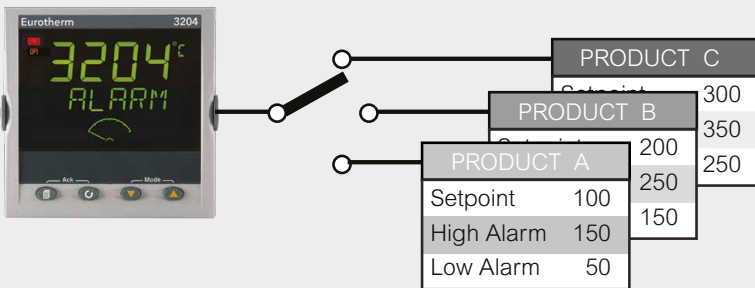 Eurotherm 3204
OP1
3204°C
ALARM
Ack
Mode
PRODUCT C
300
350
250
PRODUCT B
200
250
150
PRODUCT A
Setpoint 100
High Alarm 150
Low Alarm 50